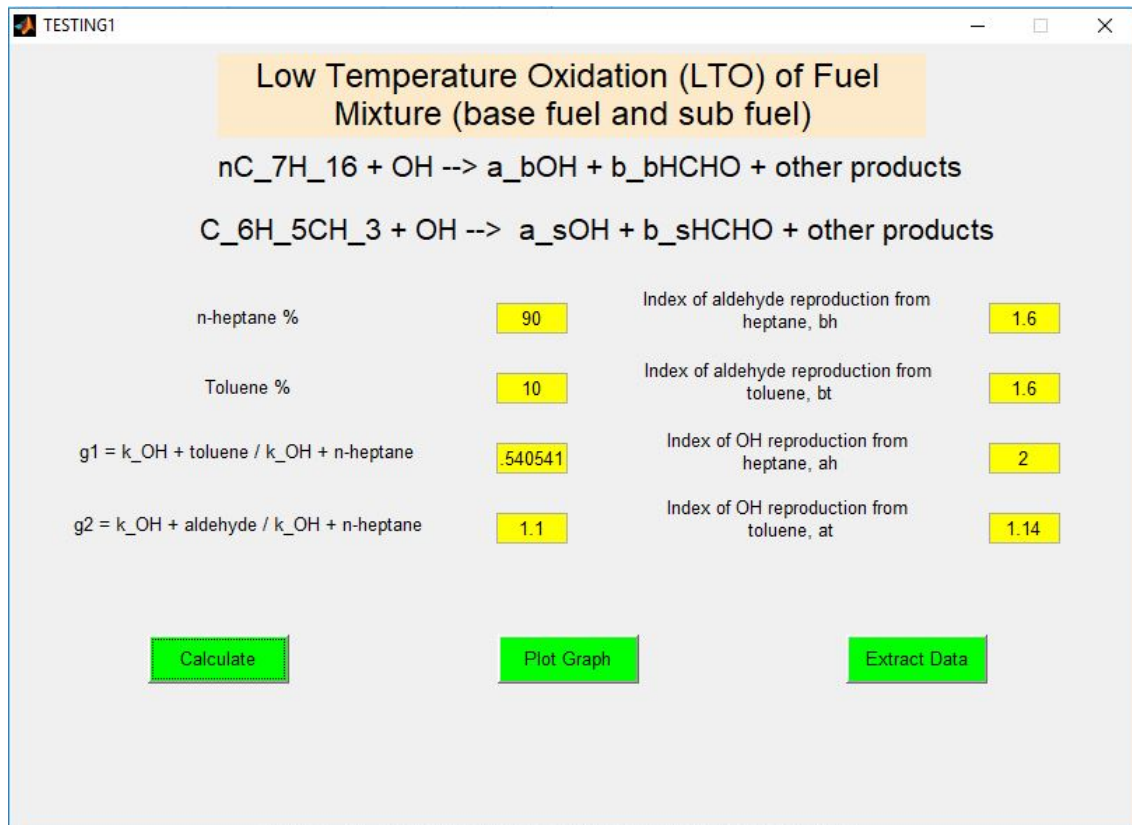 TESTING1
Low Temperature Oxidation (LTO) of Fuel
Mixture (base fuel and sub fuel)
nC_7H_16 + OH --> a_bOH + b_bHCHO + other products
C_6H_5CH_3 + OH --> a_sOH + b_sHCHO + other products
n-heptane %
90
Index of aldehyde reproduction from
heptane, bh
1.6
Toluene %
10
Index of aldehyde reproduction from
toluene, bt
1.6
g1 = k_OH + toluene / k_OH + n-heptane
.540541
Index of OH reproduction from
heptane, ah
2
g2 = k_OH + aldehyde / k_OH + n-heptane
1.1
Index of OH reproduction from
toluene, at
1.14
Calculate
Plot Graph
Extract Data